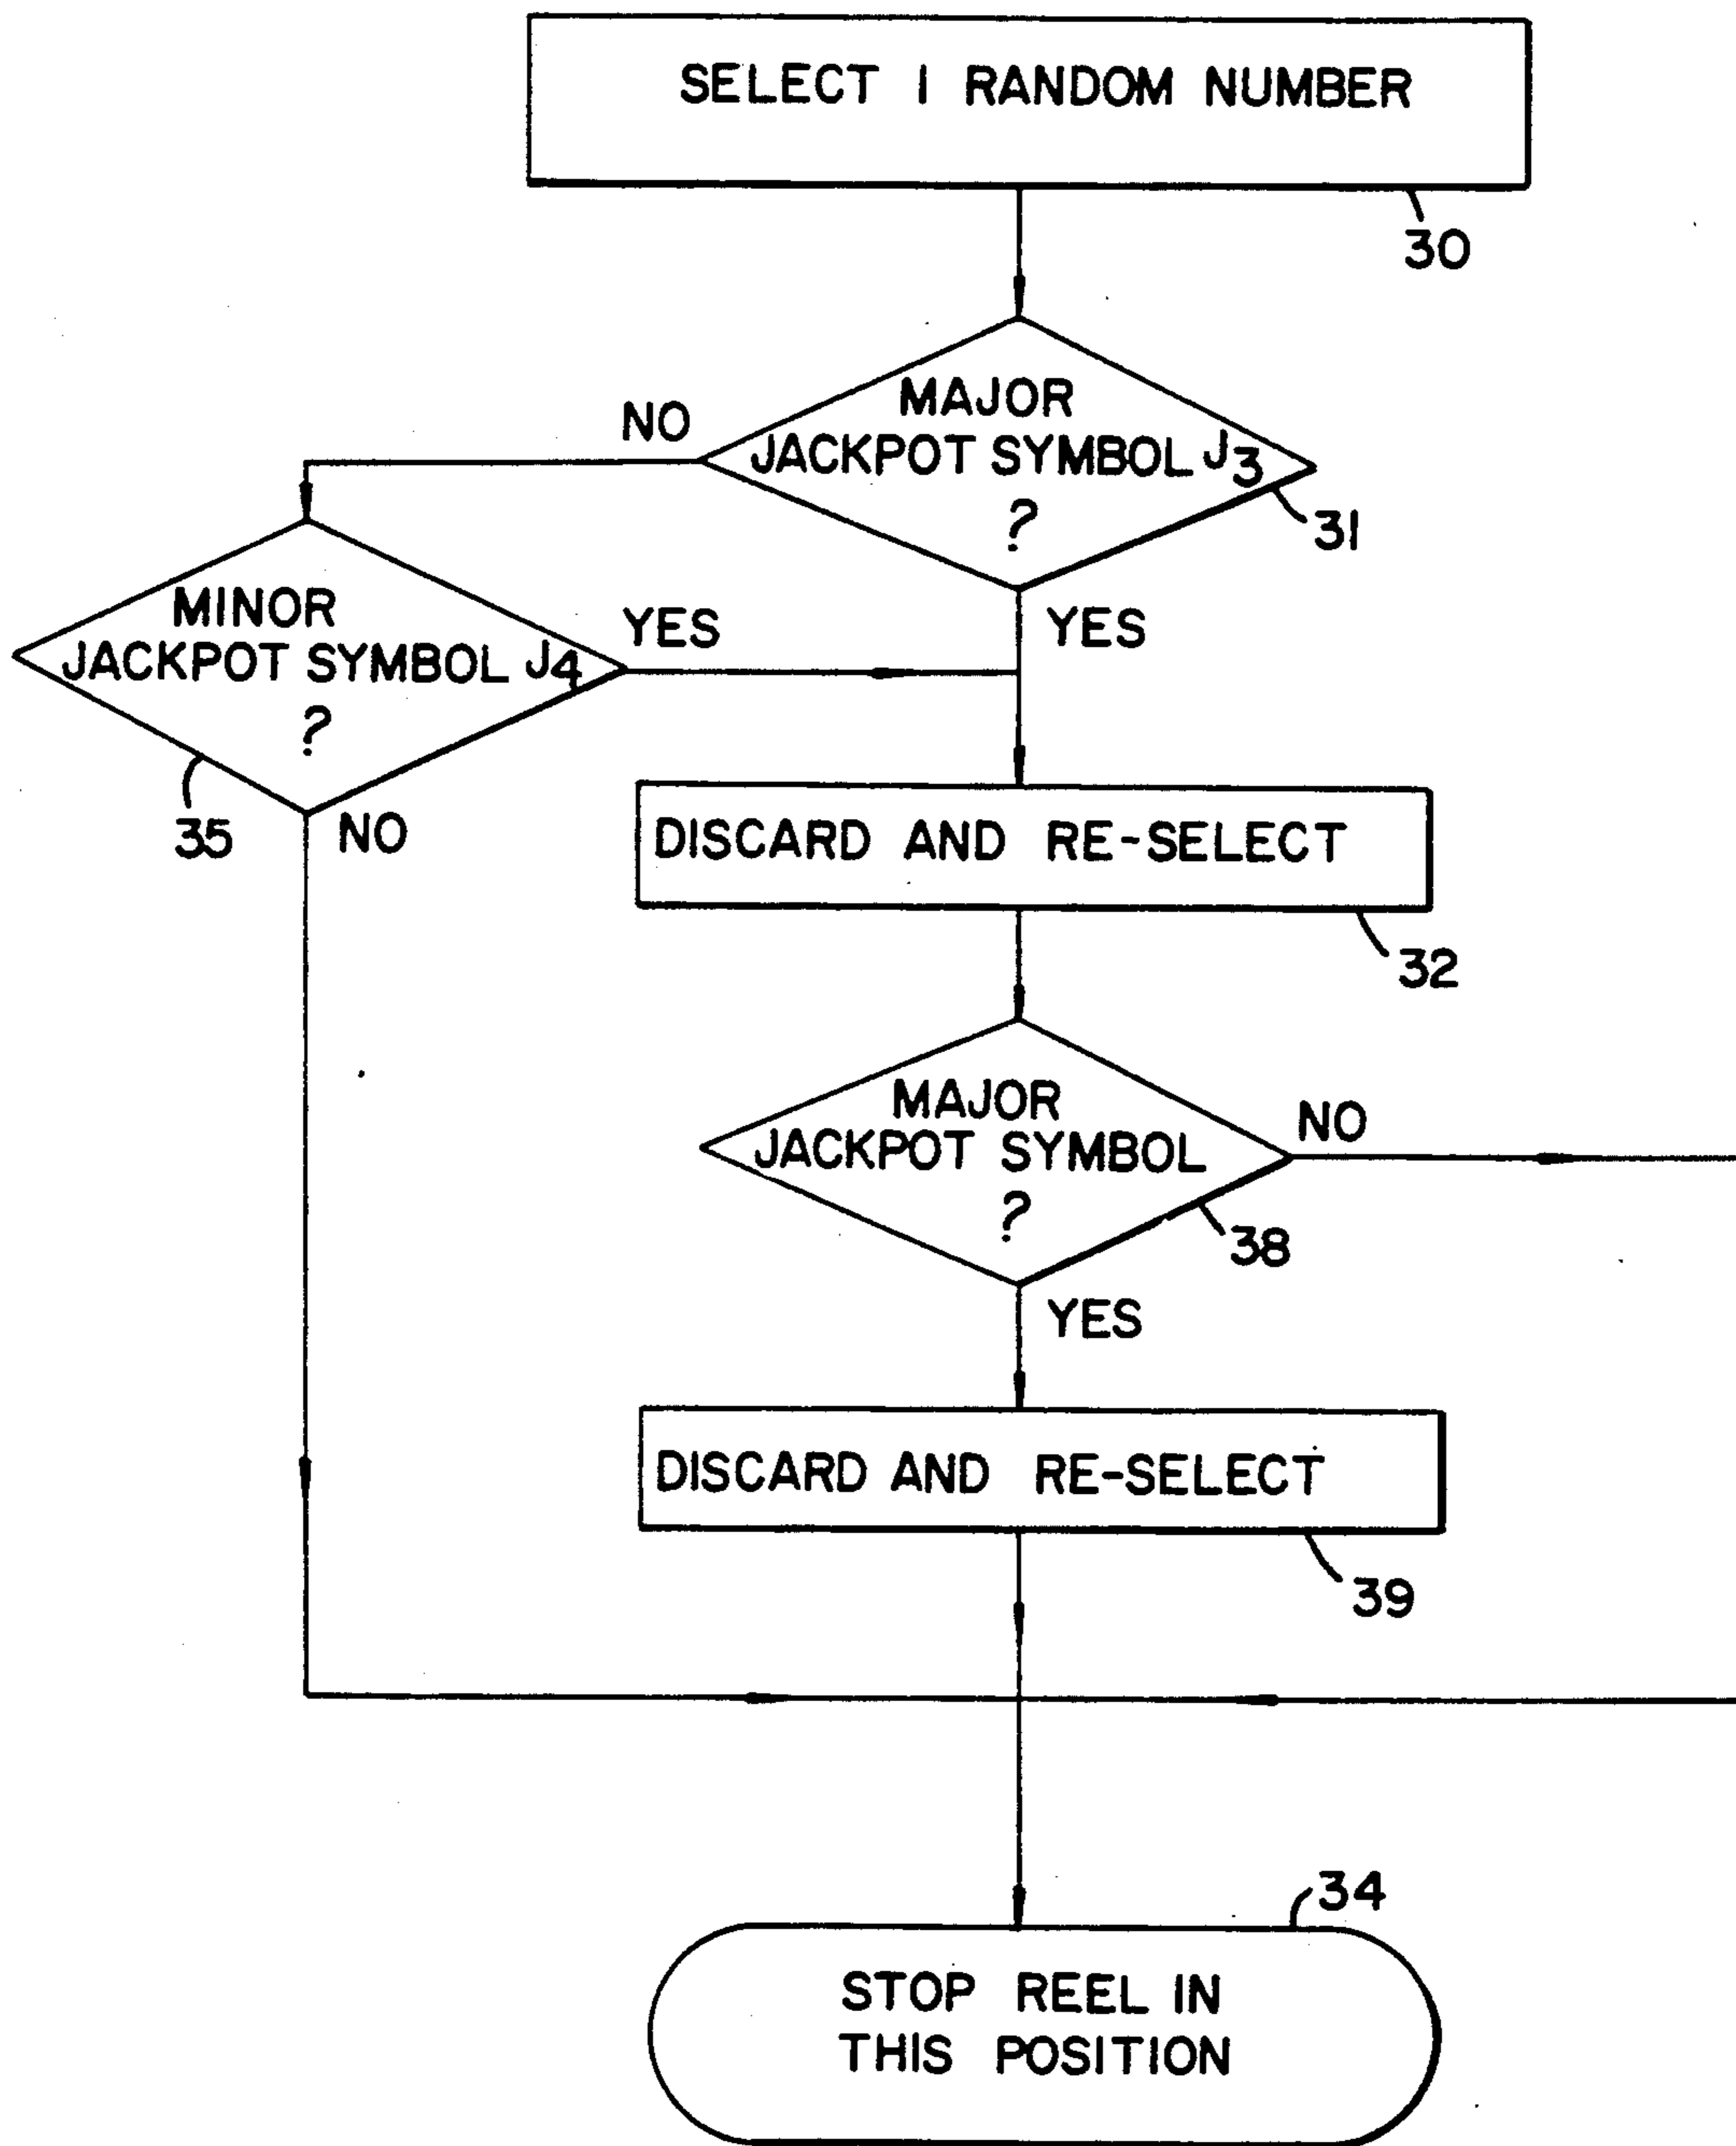 SELECT 1 RANDOM NUMBER
30
MAJOR
JACKPOT SYMBOL J3
?
31
NO
YES
MINOR
JACKPOT SYMBOL J4
?
35
YES
NO
DISCARD AND RE-SELECT
32
MAJOR
JACKPOT SYMBOL
?
38
NO
YES
DISCARD AND RE-SELECT
39
34
STOP REEL IN
THIS POSITION